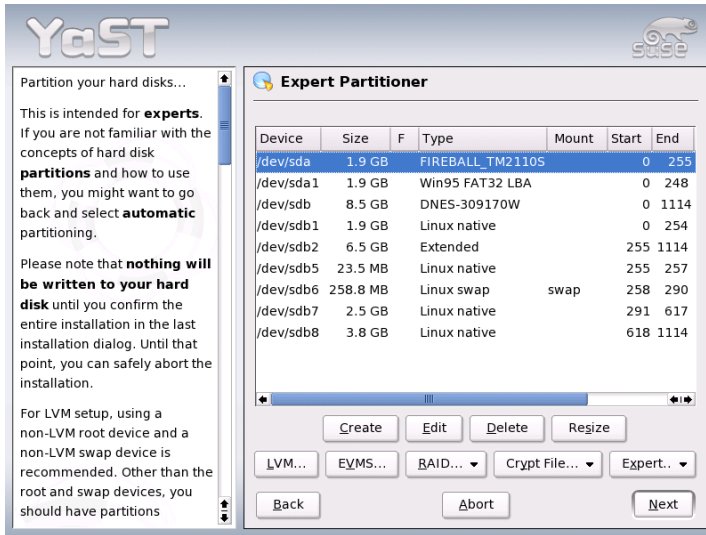 YaST
SUSE
Partition your hard disks...
This is intended for experts.
If you are not familiar with the
concepts of hard disk
partitions and how to use
them, you might want to go
back and select automatic
partitioning.
Please note that nothing will
be written to your hard
disk until you confirm the
entire installation in the last
installation dialog. Until that
point, you can safely abort the
installation.
For LVM setup, using a
non-LVM root device and a
non-LVM swap device is
recommended. Other than the
root and swap devices, you
should have partitions
Expert Partitioner
Device Size F Type Mount Start End
/dev/sda 1.9 GB FIREBALL_TM2110S 0 255
/dev/sda1 1.9 GB Win95 FAT32 LBA 0 248
/dev/sdb 8.5 GB DNES-309170W 0 1114
/dev/sdb1 1.9 GB Linux native 0 254
/dev/sdb2 6.5 GB Extended 255 1114
/dev/sdb5 23.5 MB Linux native 255 257
/dev/sdb6 258.8 MB Linux swap swap 258 290
/dev/sdb7 2.5 GB Linux native 291 617
/dev/sdb8 3.8 GB Linux native 618 1114
Create Edit Delete Resize
LVM... EVMS... RAID... Crypt File... Expert..
Back Abort Next